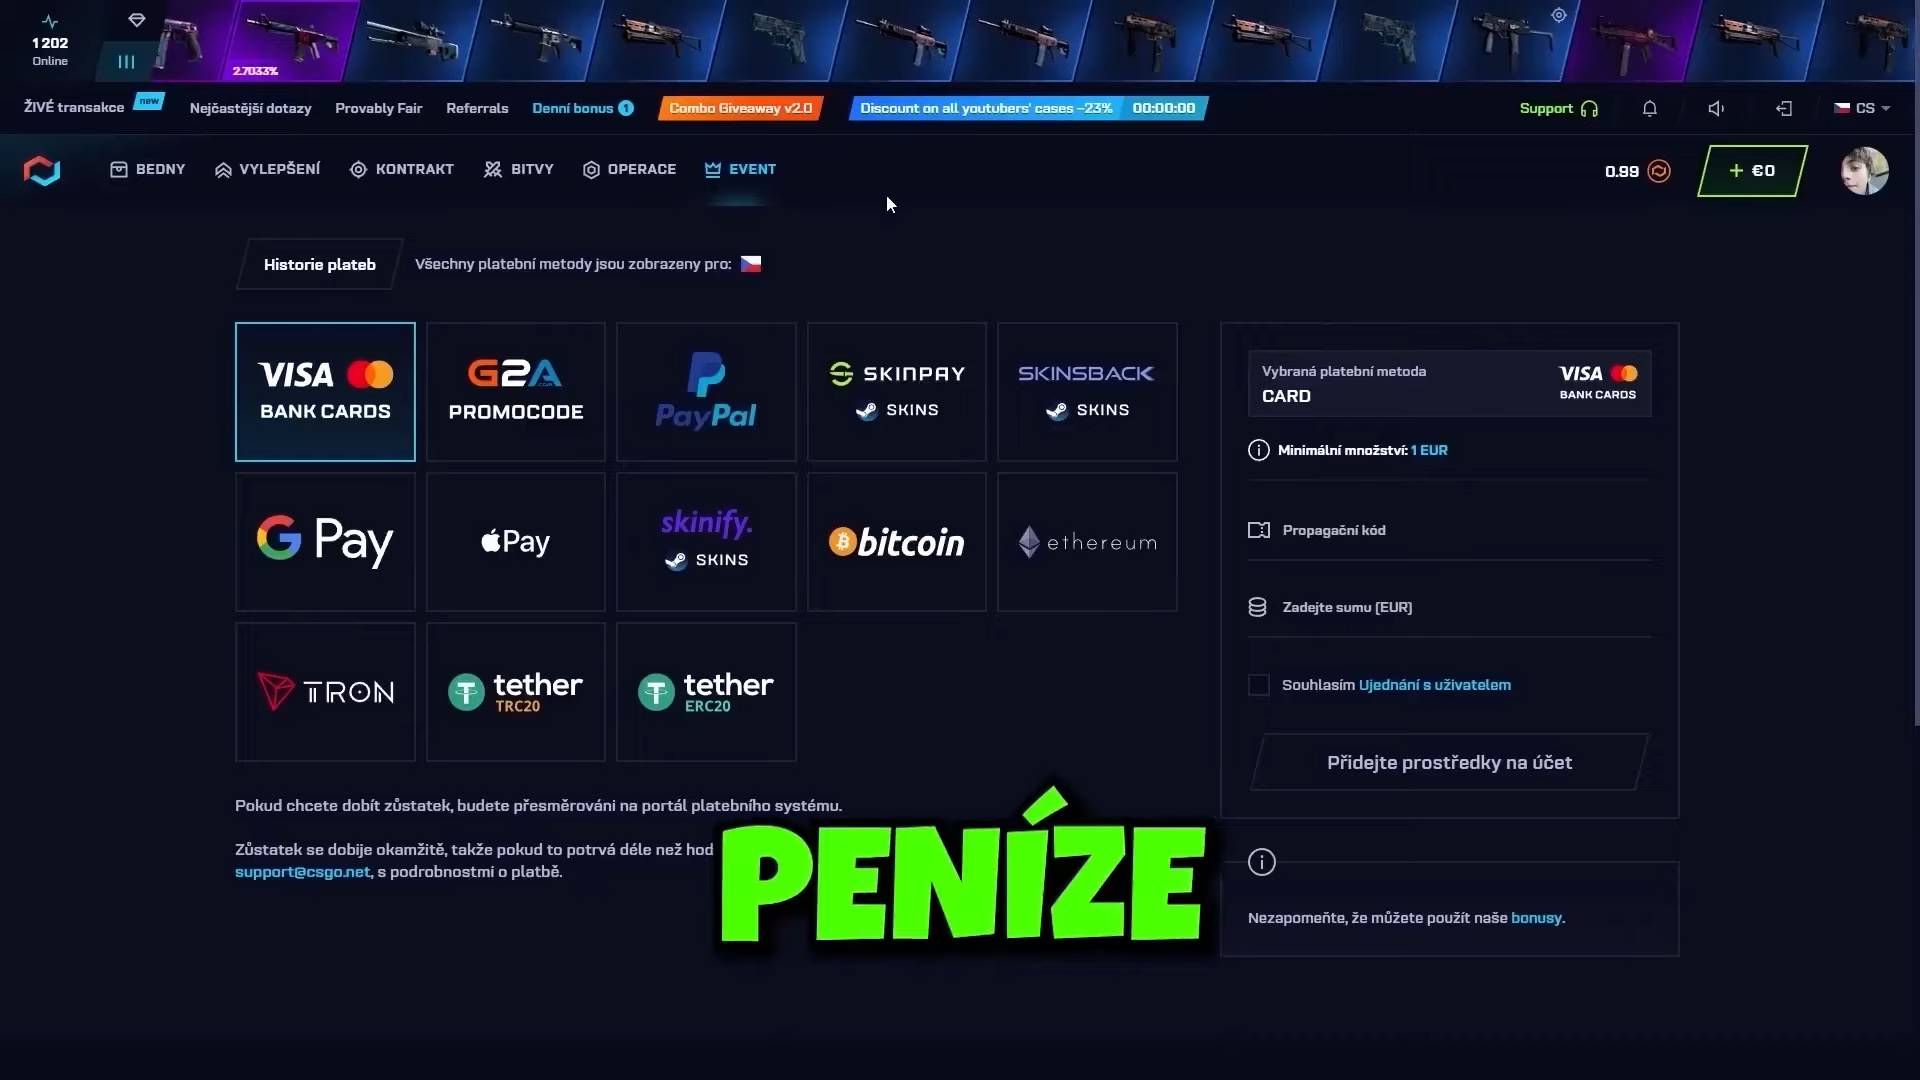 1 202
Online
2.7033%
ŽIVÉ transakce new Nejčastější dotazy Provably Fair Referrals Denní bonus 1 Combo Giveaway v2.0 Discount on all youtubers' cases –23% 00:00:00 Support CS
BEDNY VYLEPŠENÍ KONTRAKT BITVY OPERACE EVENT 0.99 + €0
Historie plateb Všechny platební metody jsou zobrazeny pro:
VISA
BANK CARDS
G2A.COM
PROMOCODE
PayPal
SKINPAY
SKINS
SKINSBACK
SKINS
G Pay
Pay
skinify.
SKINS
bitcoin
ethereum
TRON
tether
TRC20
tether
ERC20
Vybraná platební metoda
CARD
VISA
BANK CARDS
Minimální množství: 1 EUR
Propagační kód
Zadejte sumu (EUR)
Souhlasím Ujednání s uživatelem
Přidejte prostředky na účet
Pokud chcete dobít zůstatek, budete přesměrováni na portál platebního systému.
Zůstatek se dobije okamžitě, takže pokud to potrvá déle než hod
support@csgo.net, s podrobnostmi o platbě.
PENÍZE
Nezapomeňte, že můžete použít naše bonusy.